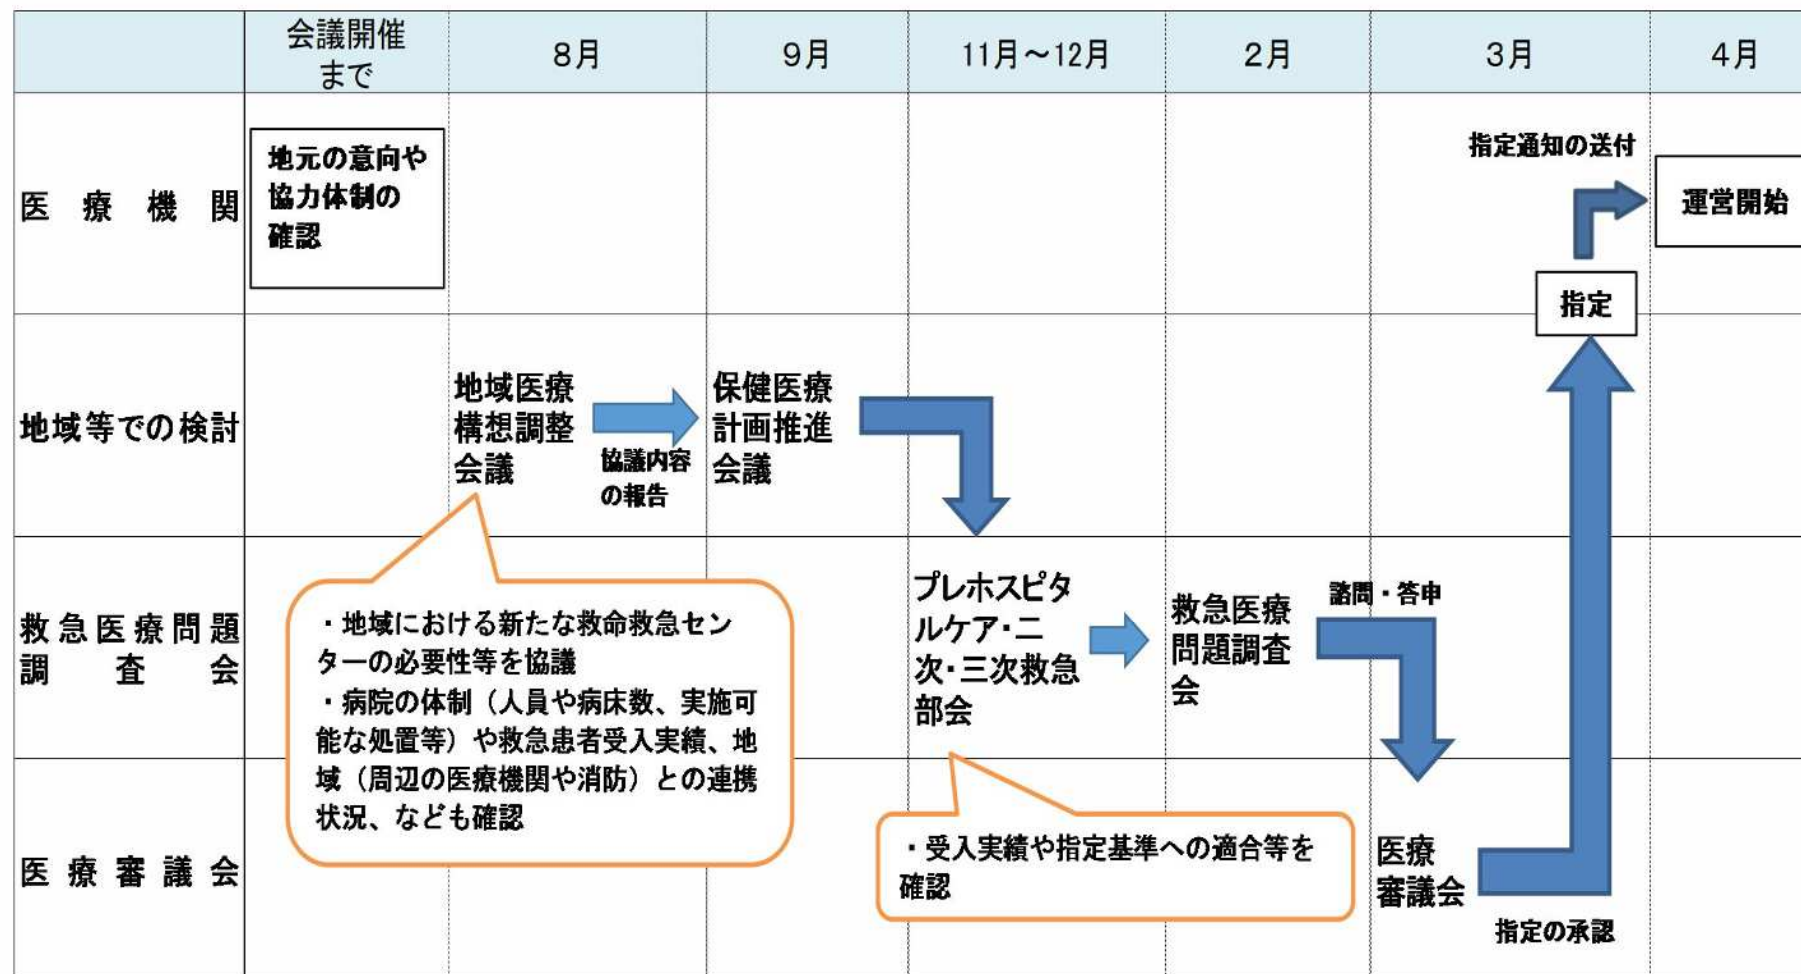 会議開催
まで
8月
9月
11月～12月
2月
3月
4月
医療機関
地元の意向や
協力体制の
確認
指定通知の送付
運営開始
指定
地域等での検討
地域医療
構想調整
会議
協議内容
の報告
保健医療
計画推進
会議
救急医療問題
調査会
・地域における新たな救命救急セン
ターの必要性等を協議
・病院の体制（人員や病床数、実施可
能な処置等）や救急患者受入実績、地
域（周辺の医療機関や消防）との連携
状況、なども確認
プレホスピタ
ルケア・二
次・三次救急
部会
救急医療
問題調査
会
諮問・答申
医療審議会
・受入実績や指定基準への適合等を
確認
医療
審議会
指定の承認